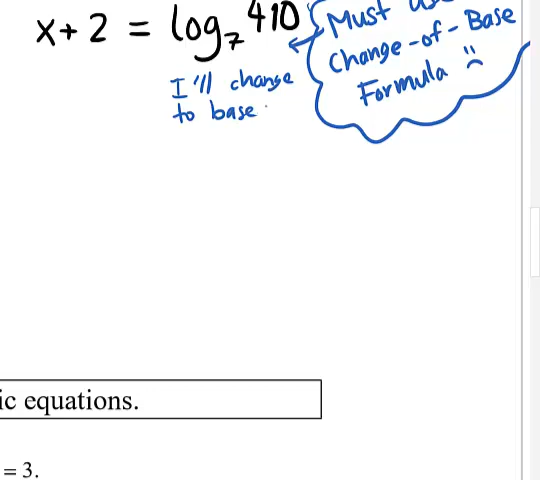 x + 2 = log₇ 410
Must
Change-of-Base
Formula
I'll change
to base
ic equations.
= 3.